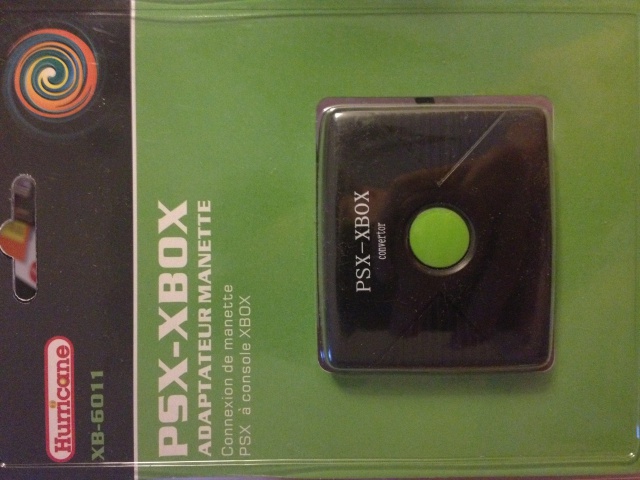 Hurricane
XB-6011
PSX-XBOX
ADAPTATEUR MANETTE
Connexion de manette
PSX à console XBOX
PSX-XBOX
convertor